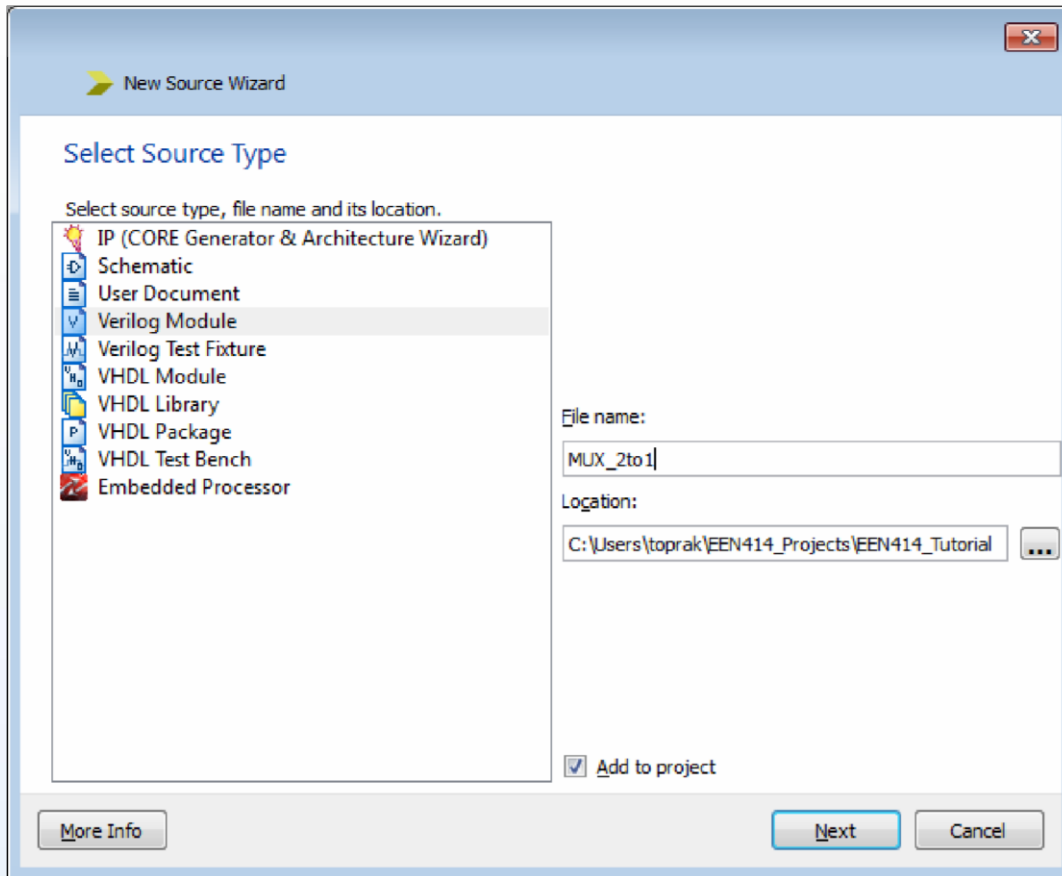 New Source Wizard
Select Source Type
Select source type, file name and its location.
IP (CORE Generator & Architecture Wizard)
Schematic
User Document
Verilog Module
Verilog Test Fixture
VHDL Module
VHDL Library
VHDL Package
VHDL Test Bench
Embedded Processor
File name:
MUX_2to1
Location:
C:\Users\toprak\EEN414_Projects\EEN414_Tutorial
...
Add to project
More Info
Next
Cancel